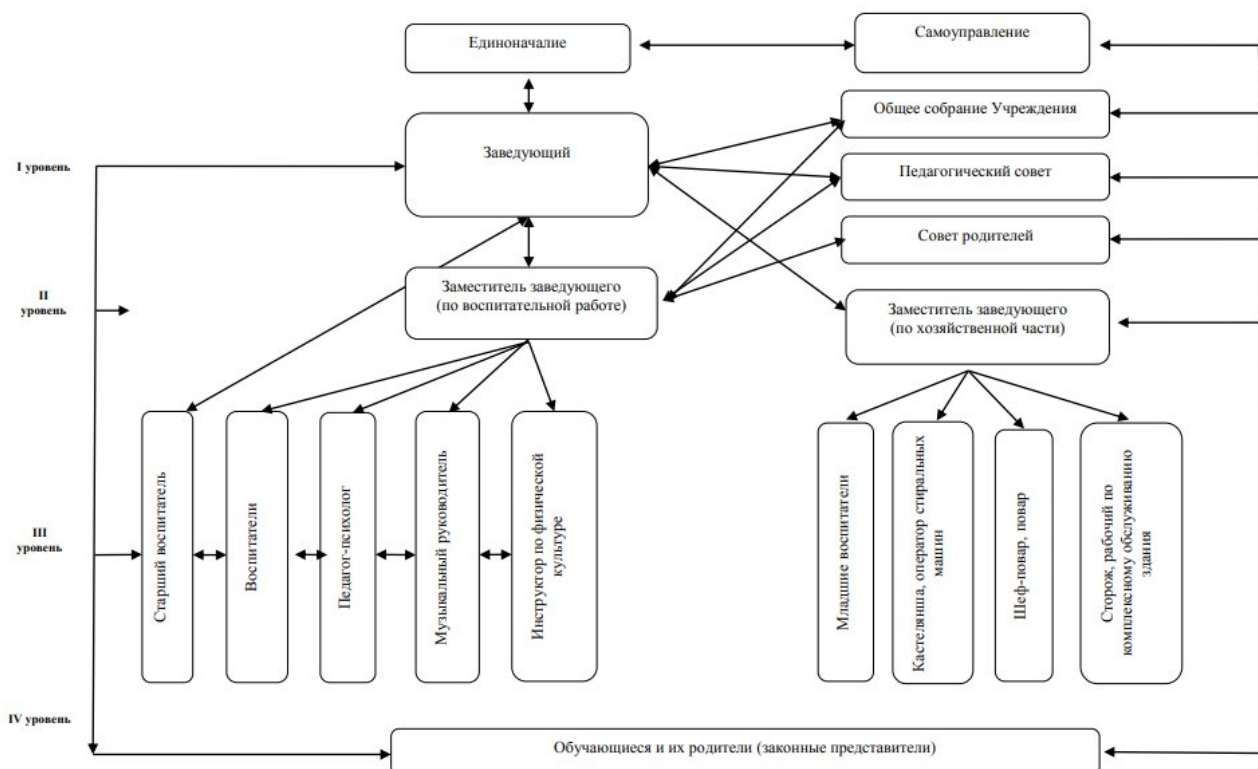 Единоначалие
Самоуправление
Общее собрание Учреждения
I уровень
Заведующий
Педагогический совет
Совет родителей
II
уровень
Заместитель заведующего
(по воспитательной работе)
Заместитель заведующего
(по хозяйственной части)
III
уровень
Старший воспитатель
Воспитатели
Педагог-психолог
Музыкальный руководитель
Инструктор по физической
культуре
Младшие воспитатели
Кастелянша, оператор стиральных
машин
Шеф-повар, повар
Сторож, рабочий по
комплексному обслуживанию
здания
IV уровень
Обучающиеся и их родители (законные представители)